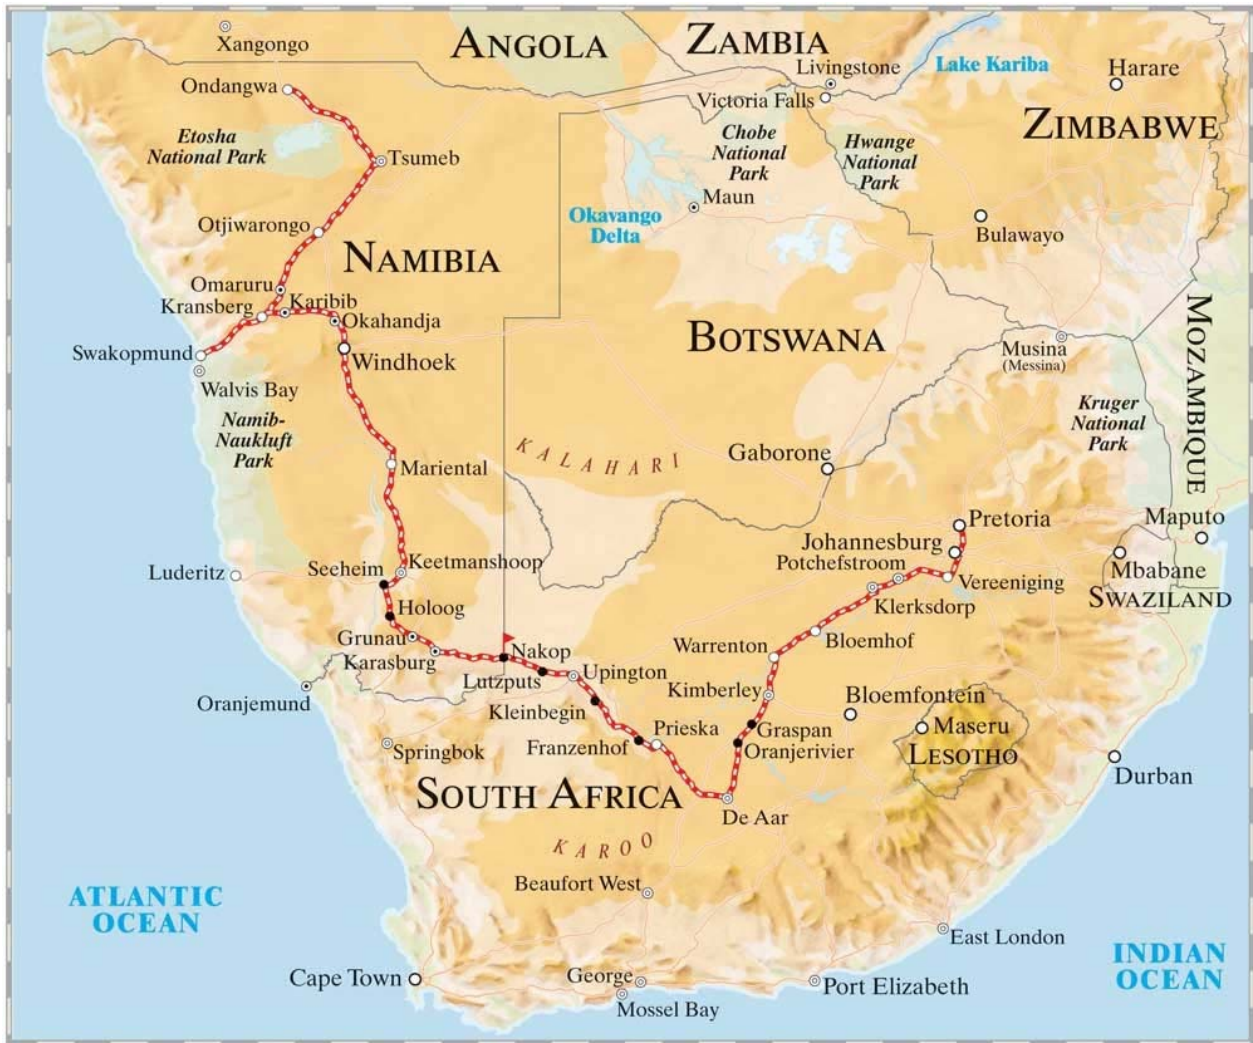 Xangongo
ANGOLA
ZAMBIA
Livingstone
Lake Kariba
Harare
Ondangwa
Victoria Falls
ZIMBABWE
Etosha
National Park
Tsumeb
Chobe
National
Park
Hwange
National
Park
Maun
Okavango
Delta
Bulawayo
Otjiwarongo
NAMIBIA
Omaruru
Kransberg
Karibib
Okahandja
MOZAMBIQUE
BOTSWANA
Swakopmund
Windhoek
Musina
(Messina)
Walvis Bay
Namib-
Naukluft
Park
Kruger
National
Park
KALAHARI
Gaborone
Mariental
Pretoria
Maputo
Johannesburg
Potchefstroom
Keetmanshoop
Seeheim
Luderitz
Vereeniging
Mbabane
SWAZILAND
Klerksdorp
Holoog
Grunau
Karasburg
Nakop
Bloemhof
Warrenton
Lutzputs
Upington
Oranjemund
Kimberley
Bloemfontein
Kleinbegin
Graspan
Maseru
Prieska
Franzenhof
Oranjerivier
LESOTHO
Springbok
Durban
SOUTH AFRICA
De Aar
KAROO
Beaufort West
ATLANTIC
OCEAN
East London
INDIAN
OCEAN
Cape Town
George
Port Elizabeth
Mossel Bay